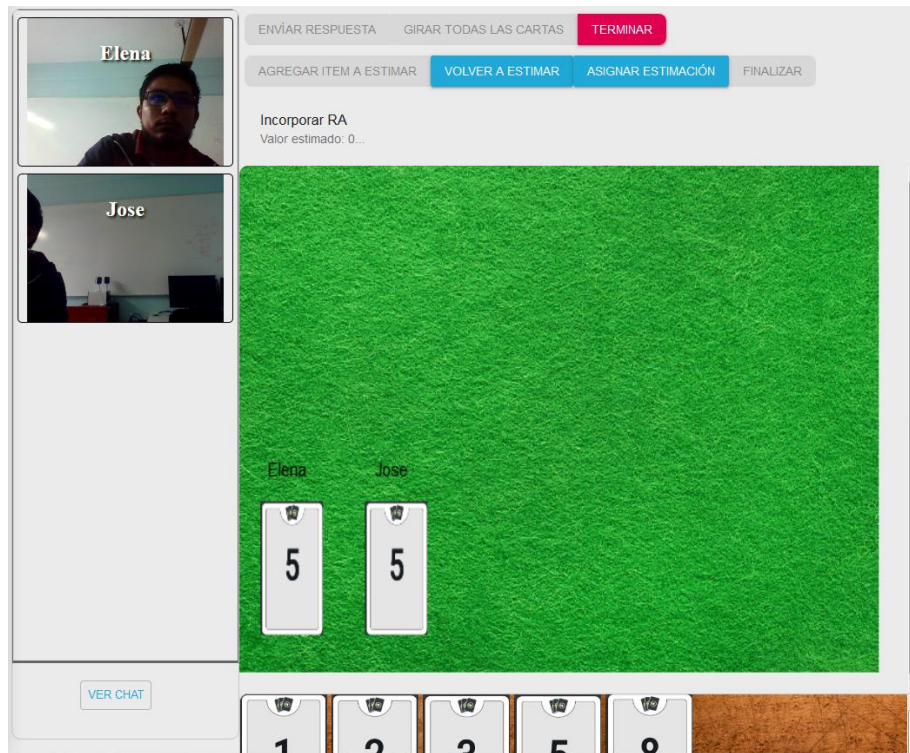 Elena
Jose
VER CHAT
ENVÍAR RESPUESTA GIRAR TODAS LAS CARTAS TERMINAR
AGREGAR ITEM A ESTIMAR VOLVER A ESTIMAR ASIGNAR ESTIMACIÓN FINALIZAR
Incorporar RA
Valor estimado: 0...
Elena Jose
5 5
1 2 3 5 8